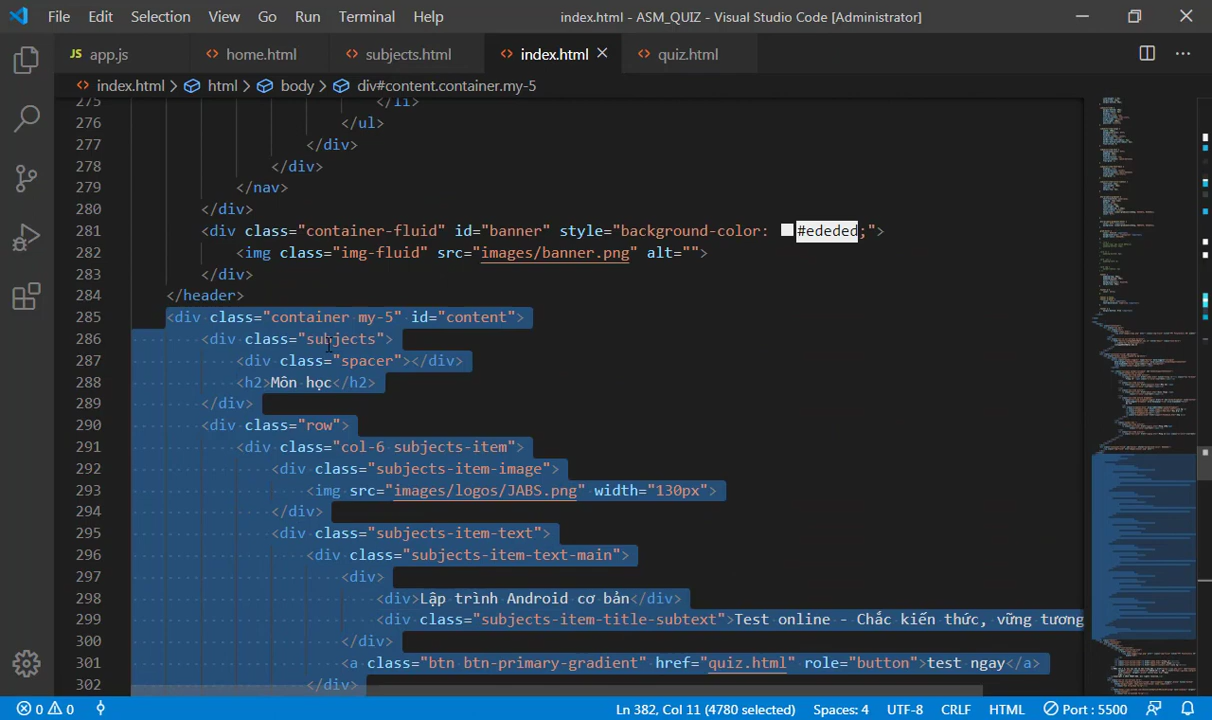 File Edit Selection View Go Run Terminal Help index.html - ASM_QUIZ - Visual Studio Code [Administrator]
JS app.js <> home.html <> subjects.html <> index.html <> quiz.html
<> index.html > html > body > div#content.container.my-5
275 </li>
276 </ul>
277 </div>
278 </div>
279 </nav>
280 </div>
281 <div class="container-fluid" id="banner" style="background-color: #ededed;">
282 <img class="img-fluid" src="images/banner.png" alt="">
283 </div>
284 </header>
285 <div class="container my-5" id="content">
286 <div class="subjects">
287 <div class="spacer"></div>
288 <h2>Môn học</h2>
289 </div>
290 <div class="row">
291 <div class="col-6 subjects-item">
292 <div class="subjects-item-image">
293 <img src="images/logos/JABS.png" width="130px">
294 </div>
295 <div class="subjects-item-text">
296 <div class="subjects-item-text-main">
297 <div>
298 <div>Lập trình Android cơ bản</div>
299 <div class="subjects-item-title-subtext">Test online - Chắc kiến thức, vững tương
300 </div>
301 <a class="btn btn-primary-gradient" href="quiz.html" role="button">test ngay</a>
302 </div>
0 0 Ln 382, Col 11 (4780 selected) Spaces: 4 UTF-8 CRLF HTML Port : 5500